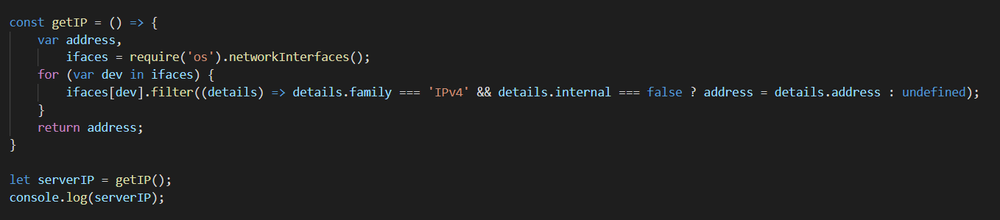 const getIP = () => {
    var address,
        ifaces = require('os').networkInterfaces();
    for (var dev in ifaces) {
        ifaces[dev].filter((details) => details.family === 'IPv4' && details.internal === false ? address = details.address : undefined);
    }
    return address;
}

let serverIP = getIP();
console.log(serverIP);